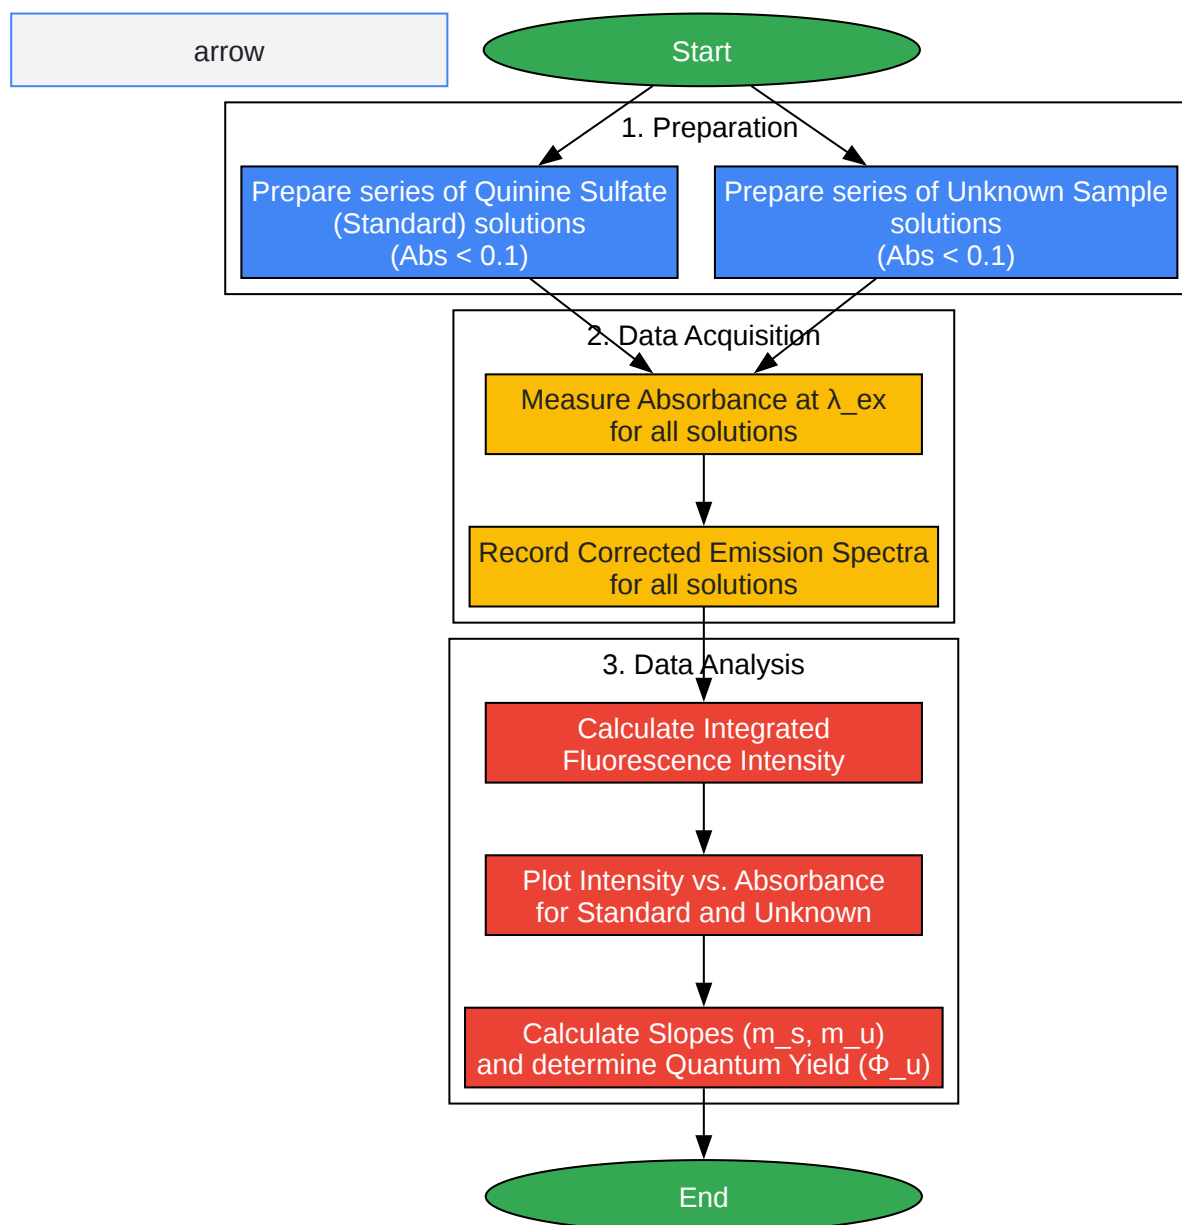 arrow
Start
1. Preparation
Prepare series of Quinine Sulfate
(Standard) solutions
(Abs < 0.1)
Prepare series of Unknown Sample
solutions
(Abs < 0.1)
2. Data Acquisition
Measure Absorbance at λ_ex
for all solutions
Record Corrected Emission Spectra
for all solutions
3. Data Analysis
Calculate Integrated
Fluorescence Intensity
Plot Intensity vs. Absorbance
for Standard and Unknown
Calculate Slopes (m_s, m_u)
and determine Quantum Yield (Φ_u)
End